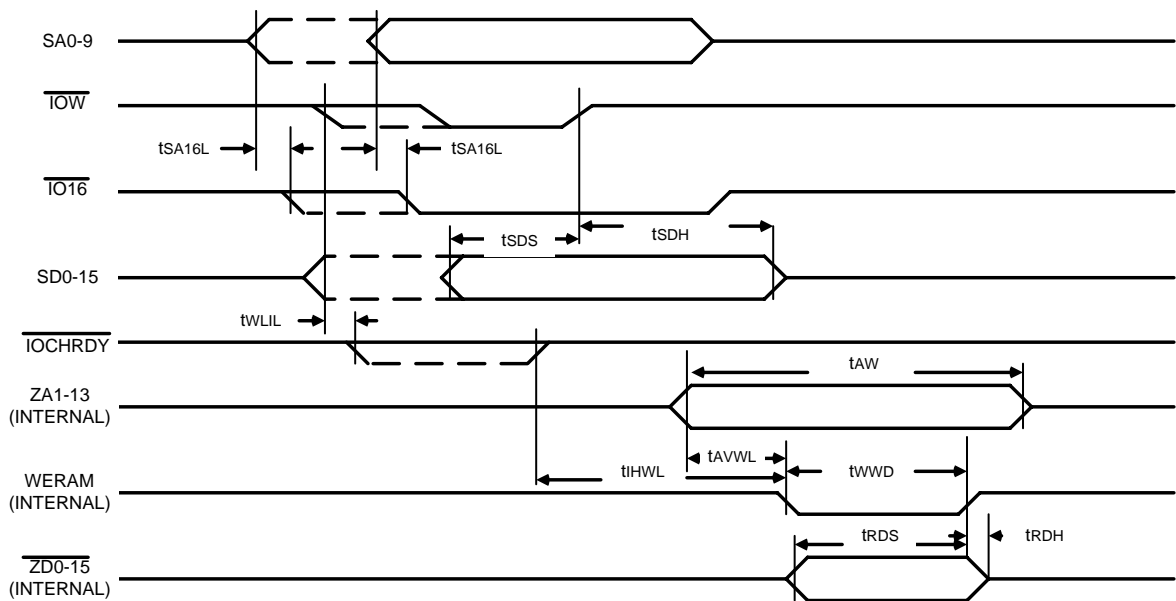 SA0-9
IOW
tSA16L
tSA16L
IO16
tSDS
tSDH
SD0-15
tWLIL
IOCHRDY
tAW
ZA1-13
(INTERNAL)
tAVWL
tIHWL
tWWD
WERAM
(INTERNAL)
tRDS
tRDH
ZD0-15
(INTERNAL)